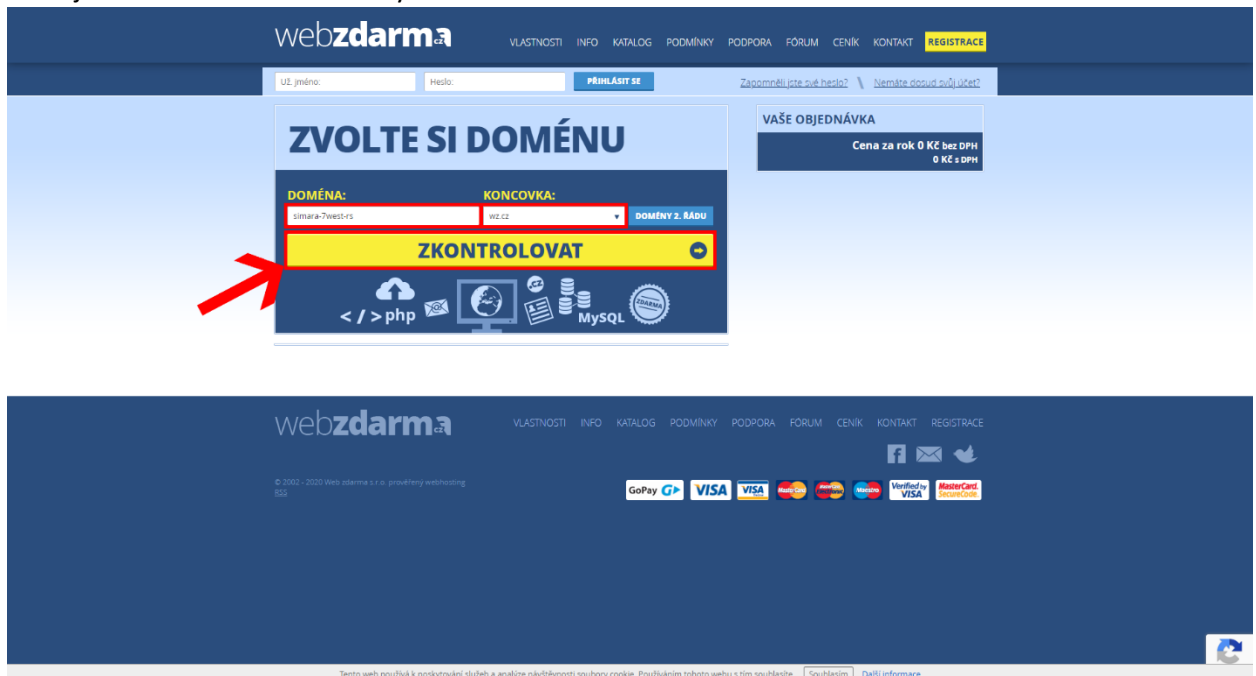 webzdarma.cz
VLASTNOSTI INFO KATALOG PODMÍNKY PODPORA FÓRUM CENÍK KONTAKT REGISTRACE
Už. jméno: Heslo: PŘIHLÁSIT SE Zapomněli jste své heslo? \ Nemáte dosud svůj účet?
ZVOLTE SI DOMÉNU
DOMÉNA: KONCOVKA:
simara-7west-rs wz.cz DOMÉNY 2. ŘÁDU
ZKONTROLOVAT
.cz
ZDARMA
</>php MySQL
VAŠE OBJEDNÁVKA
Cena za rok 0 Kč bez DPH
0 Kč s DPH
webzdarma.cz
VLASTNOSTI INFO KATALOG PODMÍNKY PODPORA FÓRUM CENÍK KONTAKT REGISTRACE
© 2002 - 2020 Web zdarma s.r.o. prověřený webhosting
RSS
GoPay VISA VISA MasterCard Maestro Verified by VISA MasterCard. SecureCode.
Tento web používá k poskytování služeb a analýze návštěvnosti soubory cookie. Používáním tohoto webu s tím souhlasíte. Souhlasím Další informace